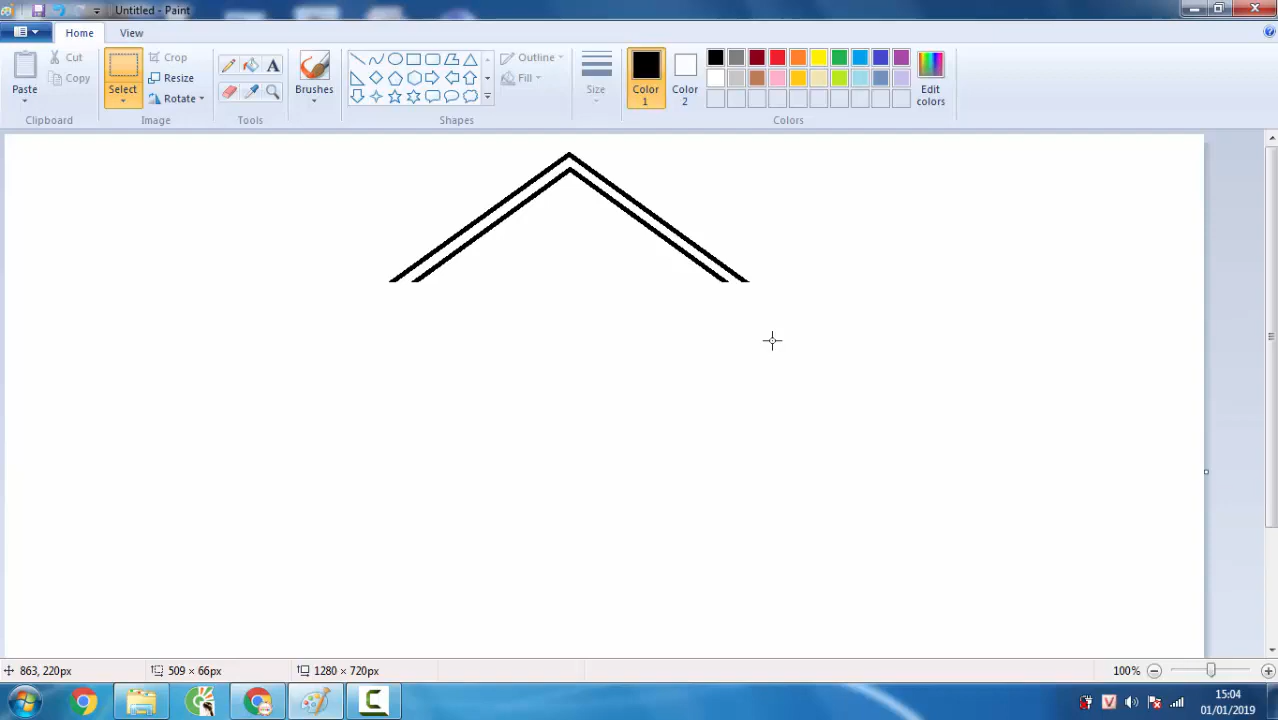 Untitled - Paint
Home View
Paste
Cut
Copy
Clipboard
Select
Crop
Resize
Rotate
Image
A
Tools
Brushes
Outline
Fill
Shapes
Size
Color 1
Color 2
Edit colors
Colors
863, 220px 509 × 66px 1280 × 720px 100%
15:04
01/01/2019